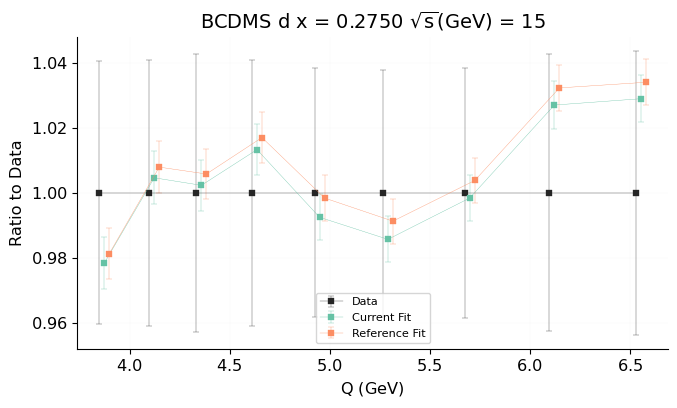 BCDMS d x = 0.2750 √s(GeV) = 15
Ratio to Data
1.04
1.02
1.00
0.98
0.96
Data
Current Fit
Reference Fit
4.0 4.5 5.0 5.5 6.0 6.5
Q (GeV)